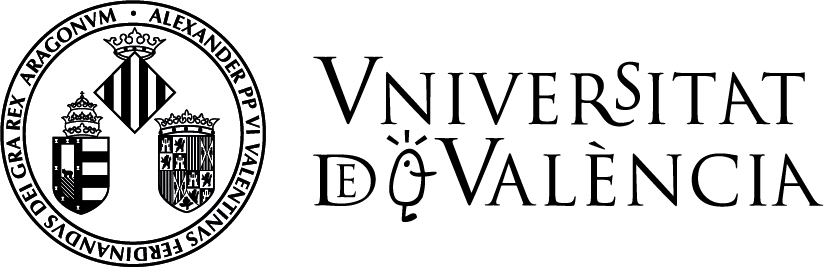 ALEXANDER PP VI VALENTINVS FERDINANDVS DEI GRA REX ARAGONVM ·
VNIVERSITAT
DE VALÈNCIA